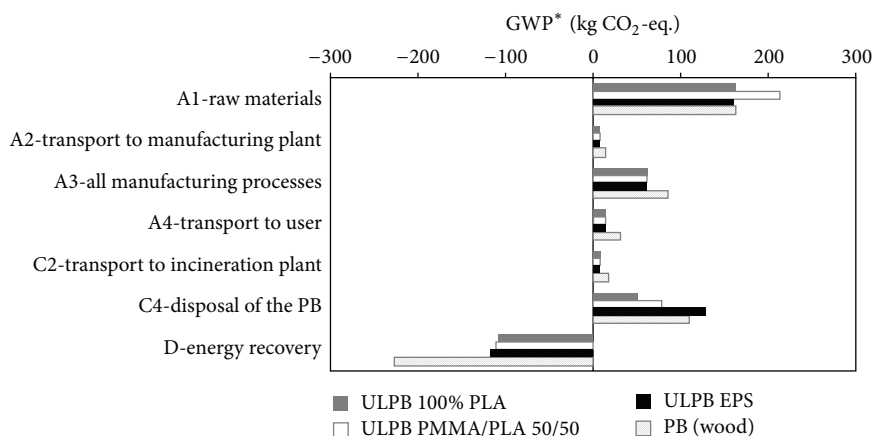 GWP* (kg CO₂-eq.)
−300 −200 −100 0 100 200 300
A1-raw materials
A2-transport to manufacturing plant
A3-all manufacturing processes
A4-transport to user
C2-transport to incineration plant
C4-disposal of the PB
D-energy recovery
ULPB 100% PLA
ULPB PMMA/PLA 50/50
ULPB EPS
PB (wood)